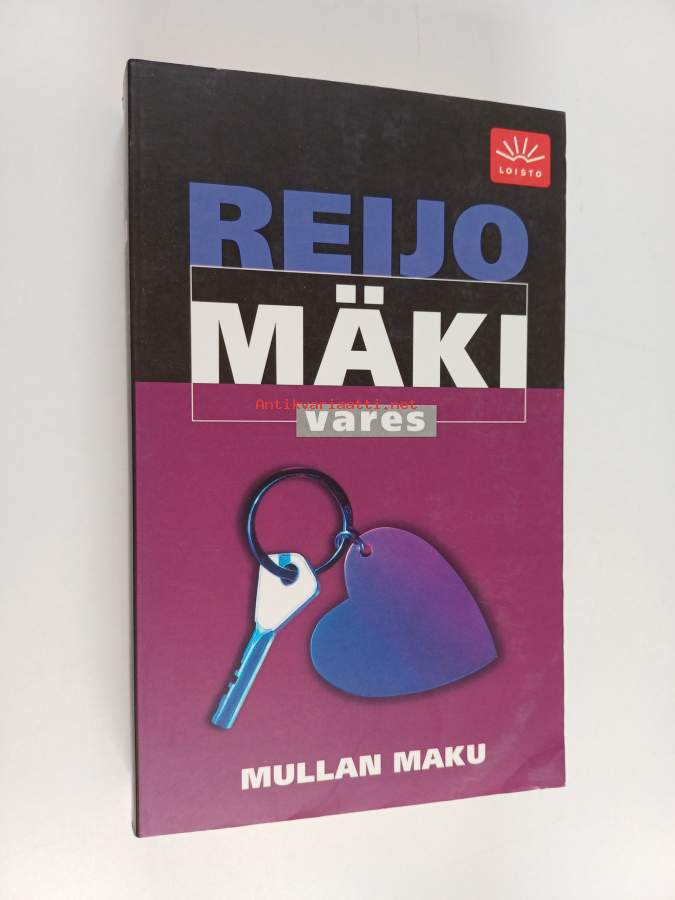 LOISTO
REIJO
MÄKI
Antikvariaatti.net
vares
MULLAN MAKU